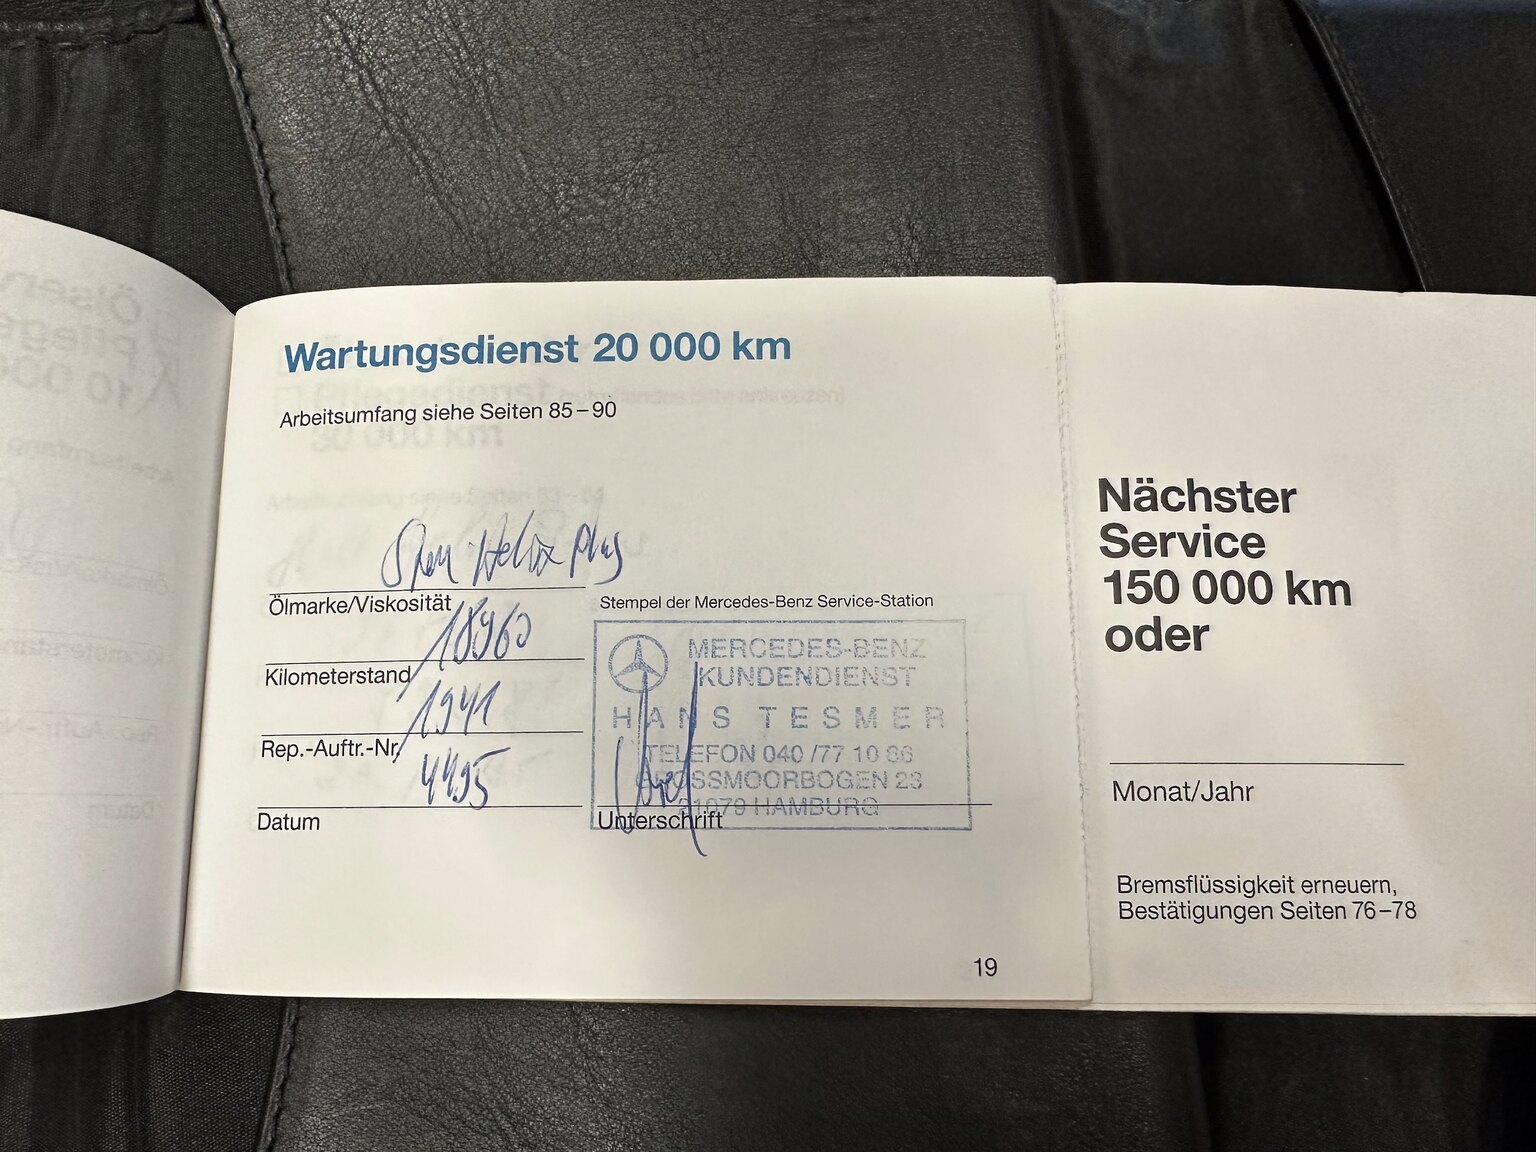 Wartungsdienst 20 000 km
Arbeitsumfang siehe Seiten 85–90
Helix Plus
Ölmarke/Viskosität
18960
Kilometerstand
1941
Rep.-Auftr.-Nr.
4495
Datum
Stempel der Mercedes-Benz Service-Station
MERCEDES-BENZ
KUNDENDIENST
HANS TESMER
TELEFON 040/77 10
GROSSMOORBOGEN 23
21079 HAMBURG
Unterschrift
19
Nächster
Service
150 000 km
oder
Monat/Jahr
Bremsflüssigkeit erneuern,
Bestätigungen Seiten 76–78